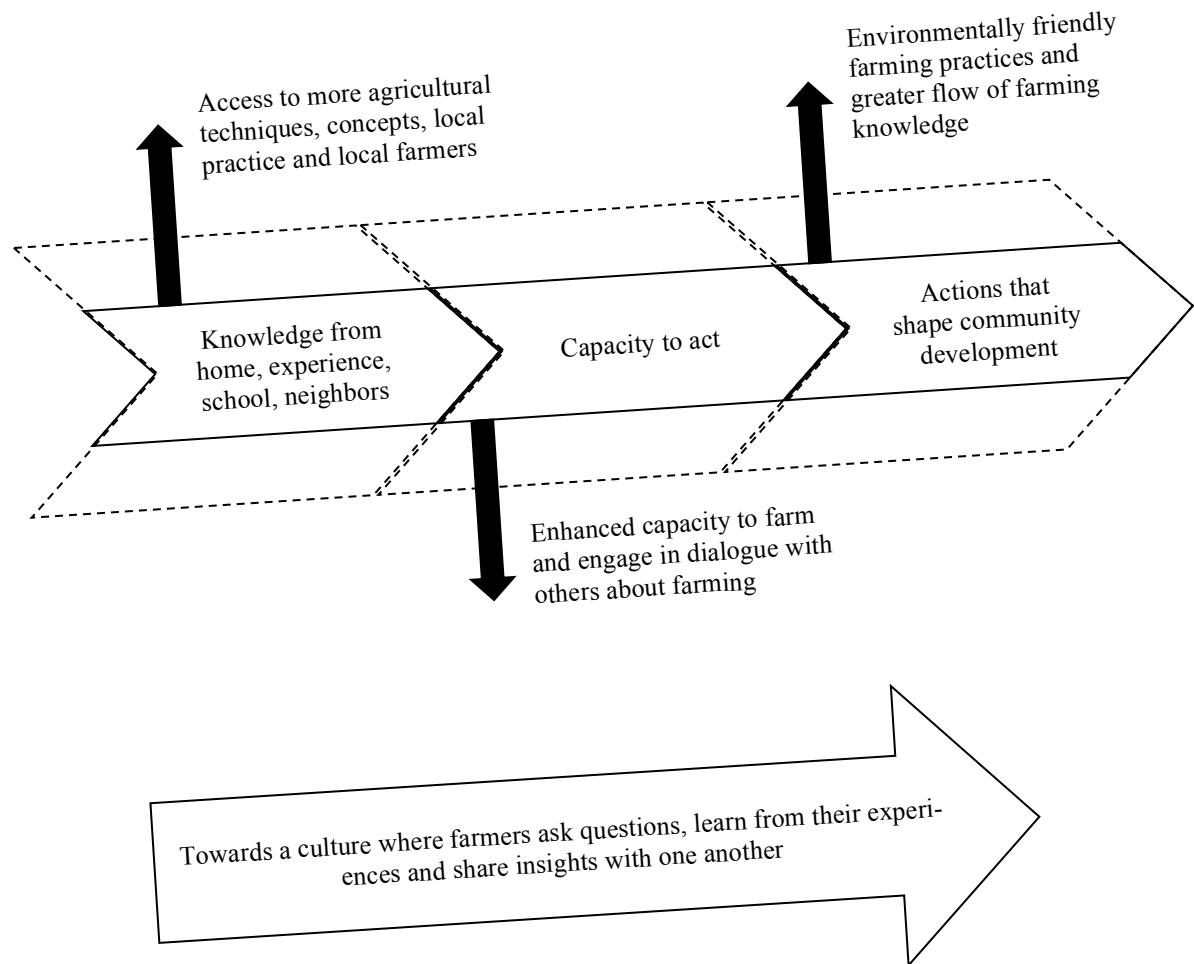 Environmentally friendly
farming practices and
greater flow of farming
knowledge
Access to more agricultural
techniques, concepts, local
practice and local farmers
Knowledge from
home, experience,
school, neighbors
Capacity to act
Actions that
shape community
development
Enhanced capacity to farm
and engage in dialogue with
others about farming
Towards a culture where farmers ask questions, learn from their experi-
ences and share insights with one another